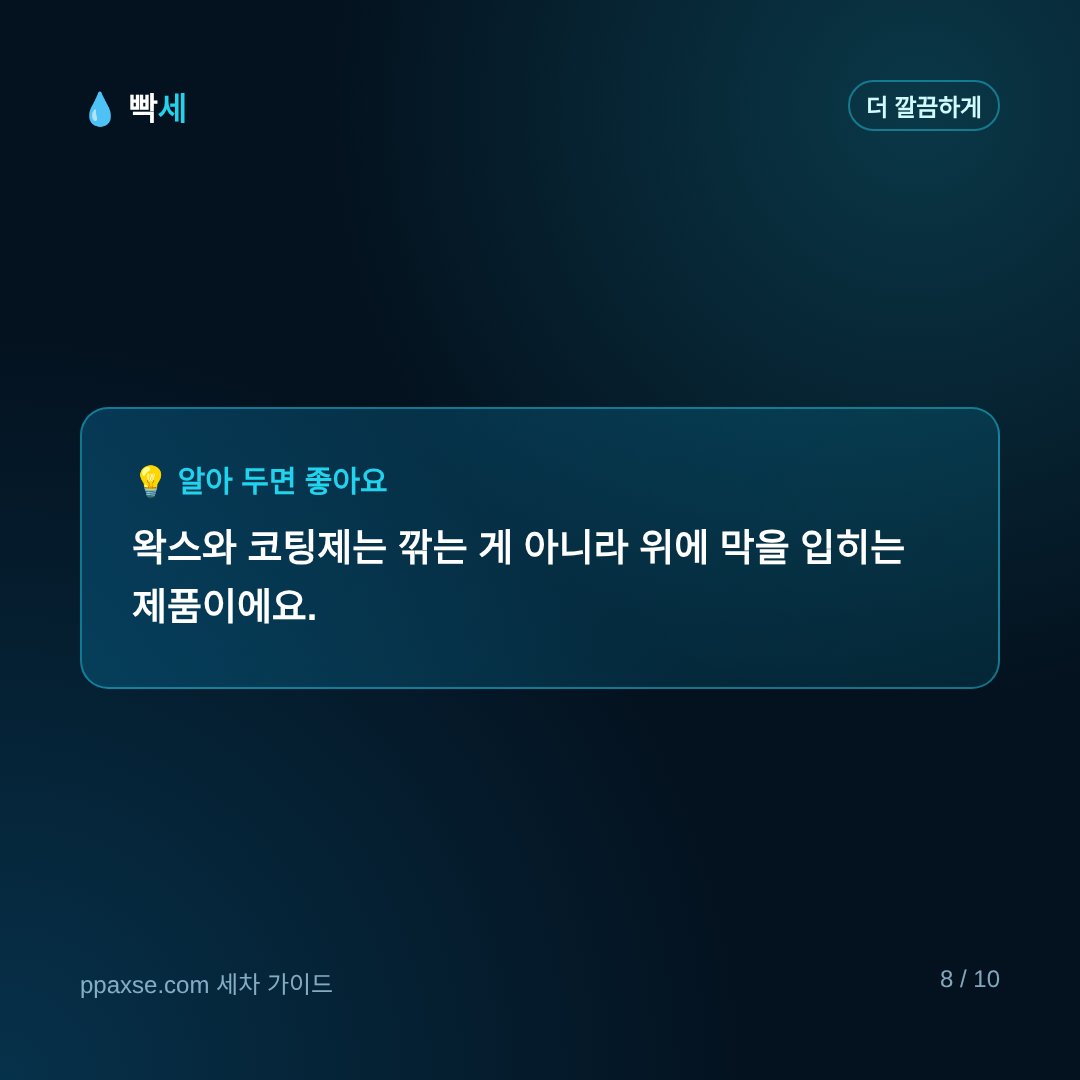 빡세
더 깔끔하게
💡 알아 두면 좋아요
왁스와 코팅제는 깎는 게 아니라 위에 막을 입히는
제품이에요.
ppaxse.com 세차 가이드
8 / 10